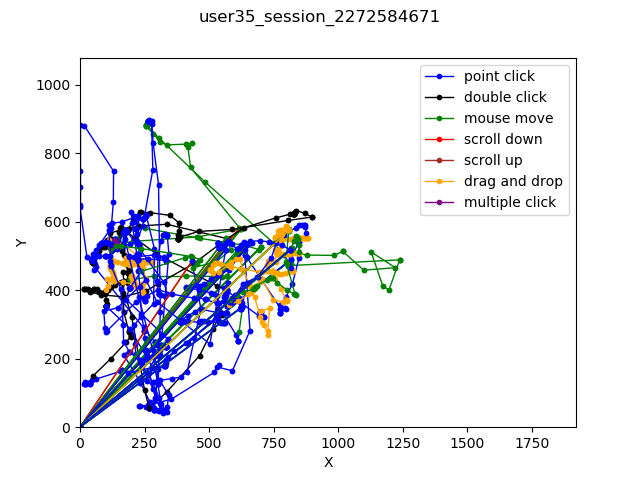 user35_session_2272584671
point click
double click
mouse move
scroll down
scroll up
drag and drop
multiple click
1000
800
600
400
200
0
Y
0 250 500 750 1000 1250 1500 1750
X